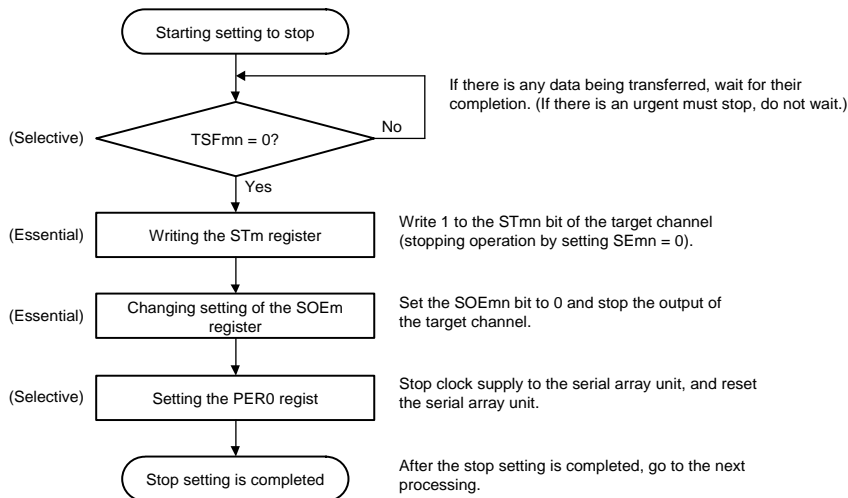 Starting setting to stop
If there is any data being transferred, wait for their
completion. (If there is an urgent must stop, do not wait.)
(Selective)
TSFmn = 0?
No
Yes
(Essential)
Writing the STm register
Write 1 to the STmn bit of the target channel
(stopping operation by setting SEmn = 0).
(Essential)
Changing setting of the SOEm
register
Set the SOEmn bit to 0 and stop the output of
the target channel.
(Selective)
Setting the PER0 regist
Stop clock supply to the serial array unit, and reset
the serial array unit.
Stop setting is completed
After the stop setting is completed, go to the next
processing.